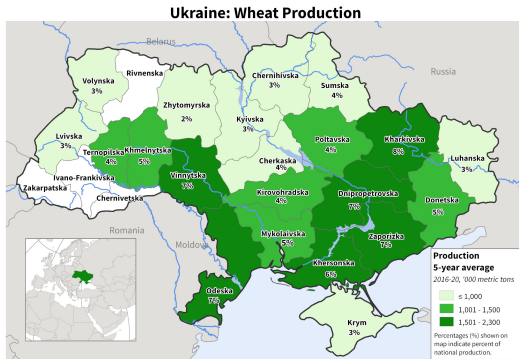 Ukraine: Wheat Production
Belarus
Russia
Romania
Moldova
Volynska
3%
Rivnenska
Zhytomyrska
2%
Chernihivska
3%
Sumska
4%
Kyivska
3%
Lvivska
3%
Ternopilska
4%
Khmelnytska
5%
Ivano-Frankivska
Zakarpatska
Chernivetska
Vinnytska
7%
Cherkaska
4%
Poltavska
4%
Kharkivska
8%
Luhanska
3%
Kirovohradska
4%
Dnipropetrovska
7%
Donetska
5%
Mykolaivska
5%
Zaporizka
7%
Khersonska
6%
Odeska
7%
Krym
3%
Production
5-year average
2016-20, '000 metric tons
≤ 1,000
1,001 - 1,500
1,501 - 2,300
Percentages (%) shown on
map indicate percent of
national production.